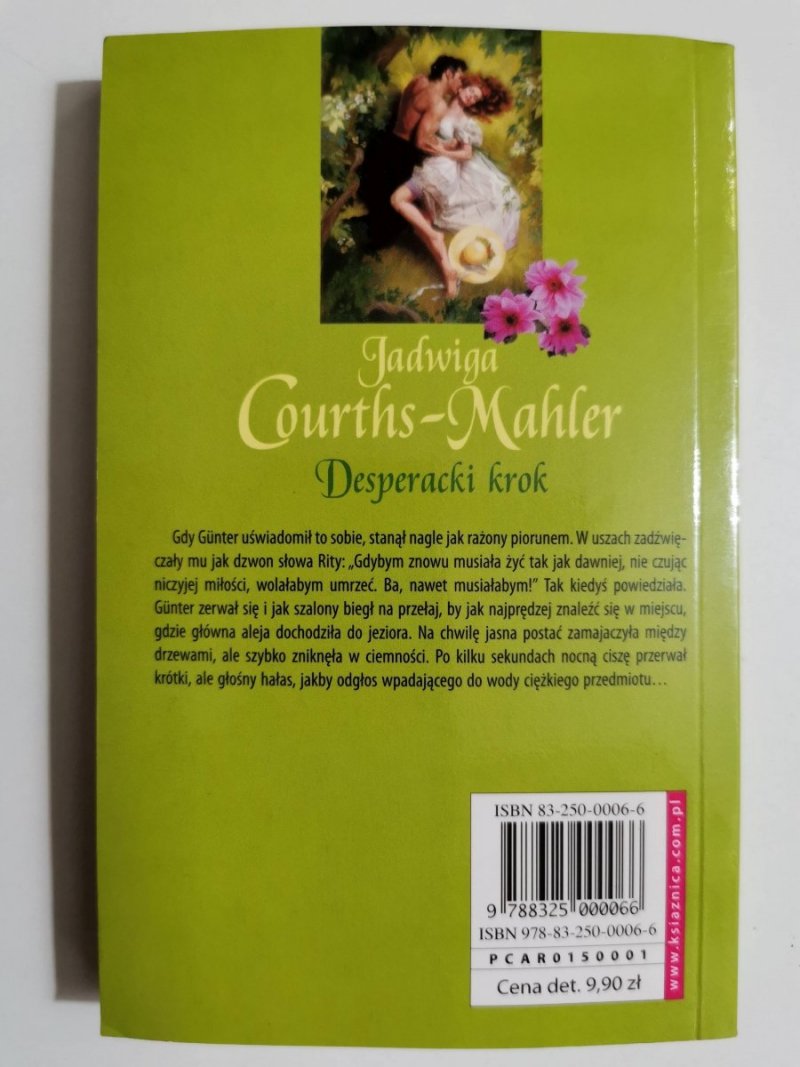 Jadwiga
Courths-Mahler
Desperacki krok
Gdy Günter uświadomił to sobie, stanął nagle jak rażony piorunem. W uszach zadźwię-
czały mu jak dzwon słowa Rity: „Gdybym znowu musiała żyć tak jak dawniej, nie czując
niczyjej miłości, wolałabym umrzeć. Ba, nawet musiałabym!” Tak kiedyś powiedziała.
Günter zerwał się i jak szalony biegł na przełaj, by jak najprędzej znaleźć się w miejscu,
gdzie główna aleja dochodziła do jeziora. Na chwilę jasna postać zamajaczyła między
drzewami, ale szybko zniknęła w ciemności. Po kilku sekundach nocną ciszę przerwał
krótki, ale głośny hałas, jakby odgłos wpadającego do wody ciężkiego przedmiotu...
ISBN 83-250-0006-6
9 788325 000066
ISBN 978-83-250-0006-6
PCAR0150001
Cena det. 9,90 zł
www.ksiaznica.com.pl